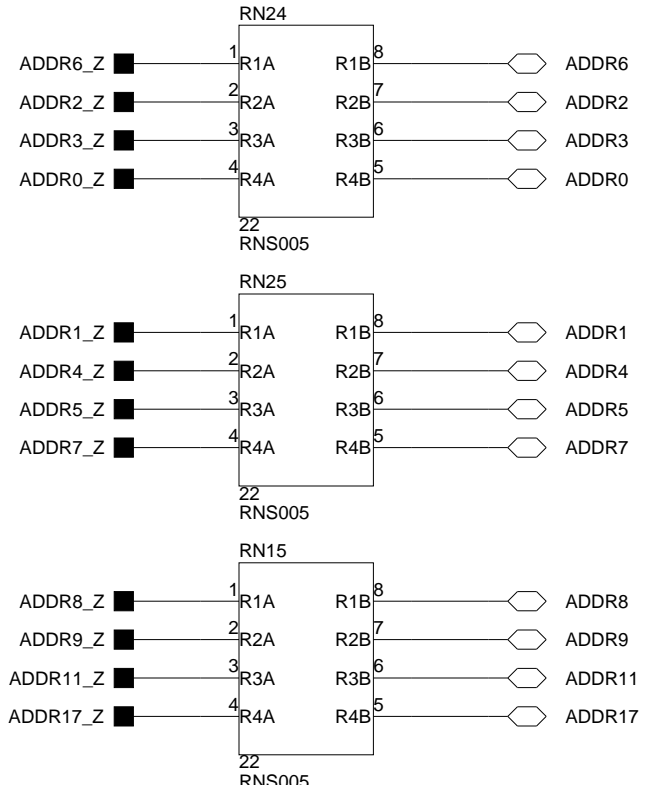 RN24
ADDR6_Z 1 R1A R1B 8 ADDR6
ADDR2_Z 2 R2A R2B 7 ADDR2
ADDR3_Z 3 R3A R3B 6 ADDR3
ADDR0_Z 4 R4A R4B 5 ADDR0
22
RNS005
RN25
ADDR1_Z 1 R1A R1B 8 ADDR1
ADDR4_Z 2 R2A R2B 7 ADDR4
ADDR5_Z 3 R3A R3B 6 ADDR5
ADDR7_Z 4 R4A R4B 5 ADDR7
22
RNS005
RN15
ADDR8_Z 1 R1A R1B 8 ADDR8
ADDR9_Z 2 R2A R2B 7 ADDR9
ADDR11_Z 3 R3A R3B 6 ADDR11
ADDR17_Z 4 R4A R4B 5 ADDR17
22
RNS005